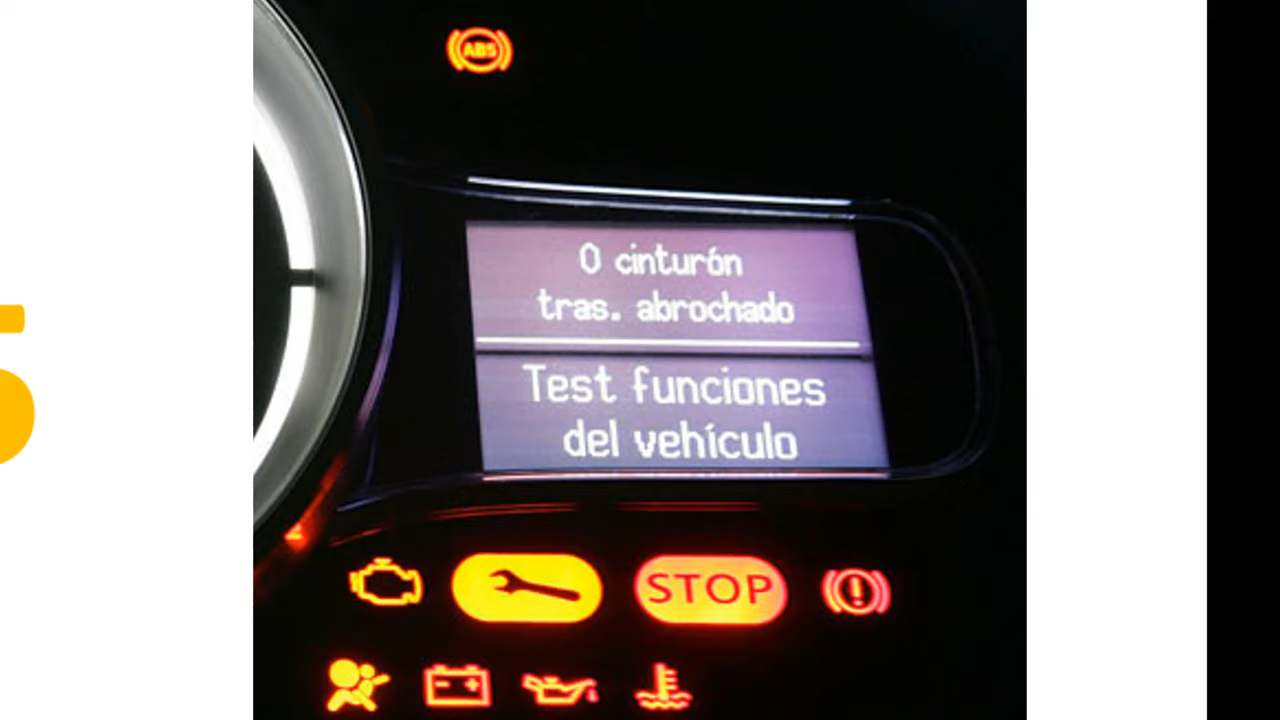 ABS
0 cinturón
tras. abrochado
Test funciones
del vehículo
STOP